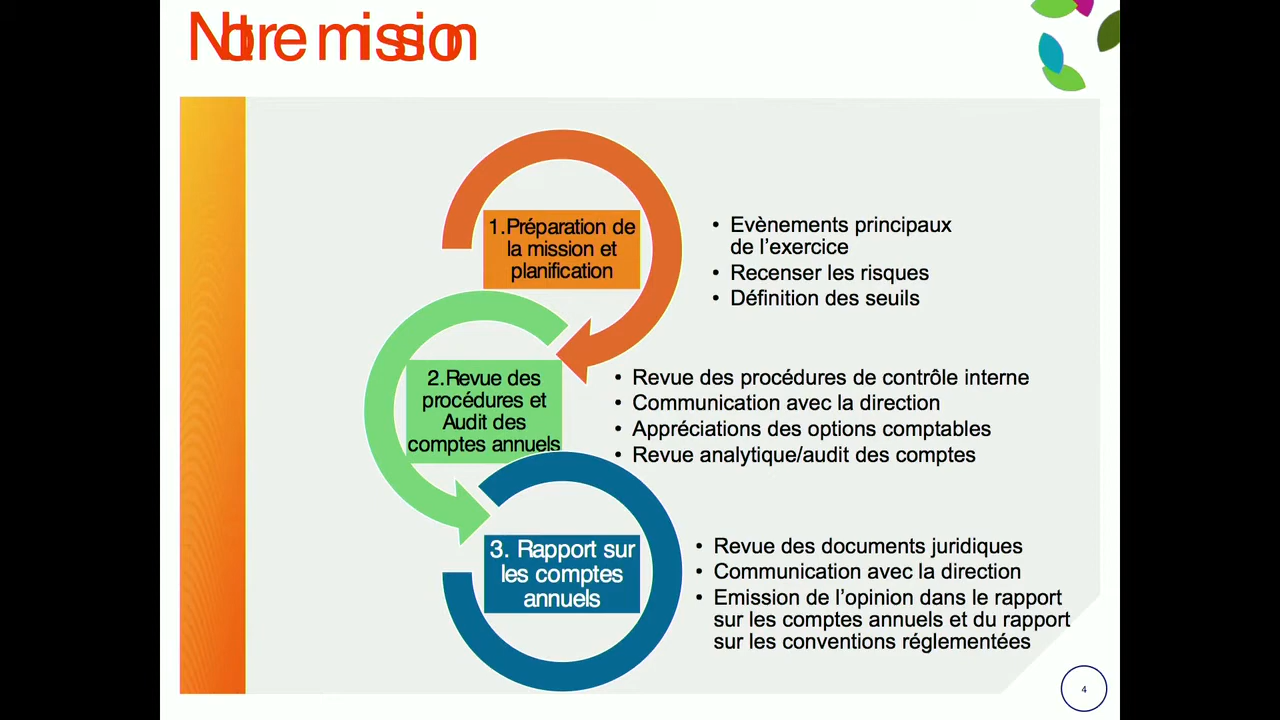 Notre mission
1.Préparation de
la mission et
planification
• Evènements principaux
de l'exercice
• Recenser les risques
• Définition des seuils
2.Revue des
procédures et
Audit des
comptes annuels
• Revue des procédures de contrôle interne
• Communication avec la direction
• Appréciations des options comptables
• Revue analytique/audit des comptes
3. Rapport sur
les comptes
annuels
• Revue des documents juridiques
• Communication avec la direction
• Emission de l'opinion dans le rapport
sur les comptes annuels et du rapport
sur les conventions réglementées
4